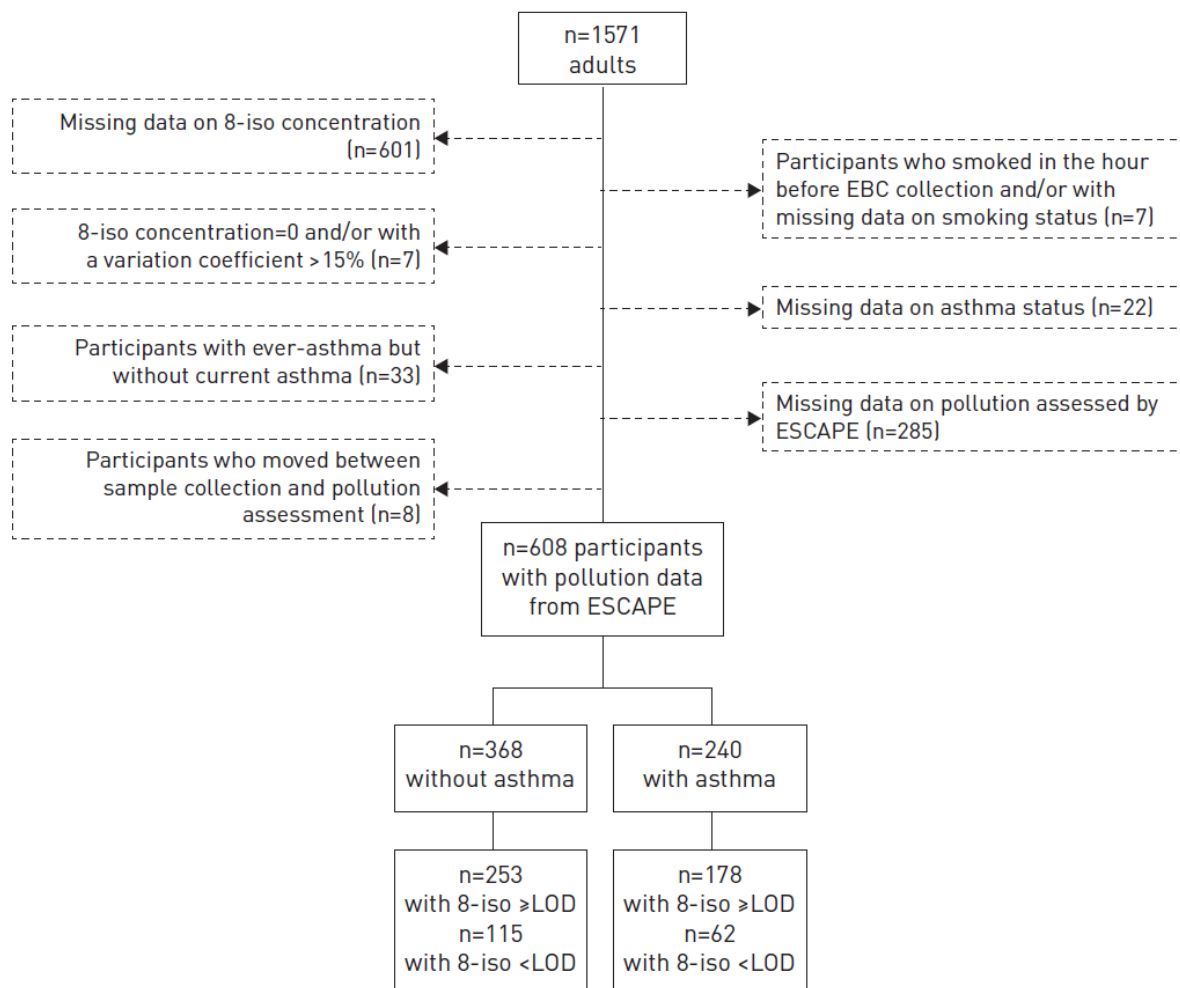 n=1571
adults
Missing data on 8-iso concentration
(n=601)
Participants who smoked in the hour
before EBC collection and/or with
missing data on smoking status (n=7)
8-iso concentration=0 and/or with
a variation coefficient >15% (n=7)
Missing data on asthma status (n=22)
Participants with ever-asthma but
without current asthma (n=33)
Missing data on pollution assessed by
ESCAPE (n=285)
Participants who moved between
sample collection and pollution
assessment (n=8)
n=608 participants
with pollution data
from ESCAPE
n=368
without asthma
n=240
with asthma
n=253
with 8-iso ⩾LOD
n=115
with 8-iso <LOD
n=178
with 8-iso ⩾LOD
n=62
with 8-iso <LOD